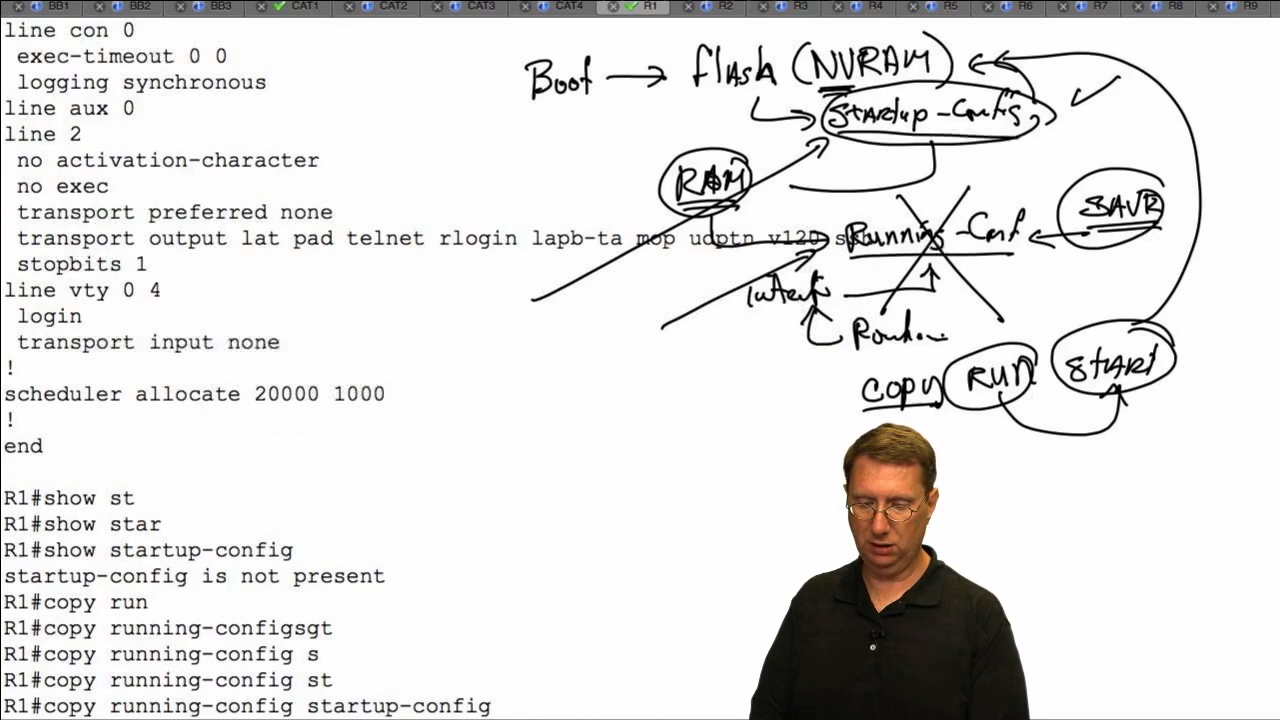 BB1 BB2 BB3 CAT1 CAT2 CAT3 CAT4 R1 R2 R3 R4 R5 R6 R7 R8 R9
line con 0
exec-timeout 0 0
logging synchronous
line aux 0
line 2
no activation-character
no exec
transport preferred none
transport output lat pad telnet rlogin lapb-ta mop udptn v120
stopbits 1
line vty 0 4
login
transport input none
!
scheduler allocate 20000 1000
!
end
R1#show st
R1#show star
R1#show startup-config
startup-config is not present
R1#copy run
R1#copy running-configsgt
R1#copy running-config s
R1#copy running-config st
R1#copy running-config startup-config
Boot → flash (NVRAM)
Startup-Config
RAM
SAVE
Running-Conf
copy RUN START